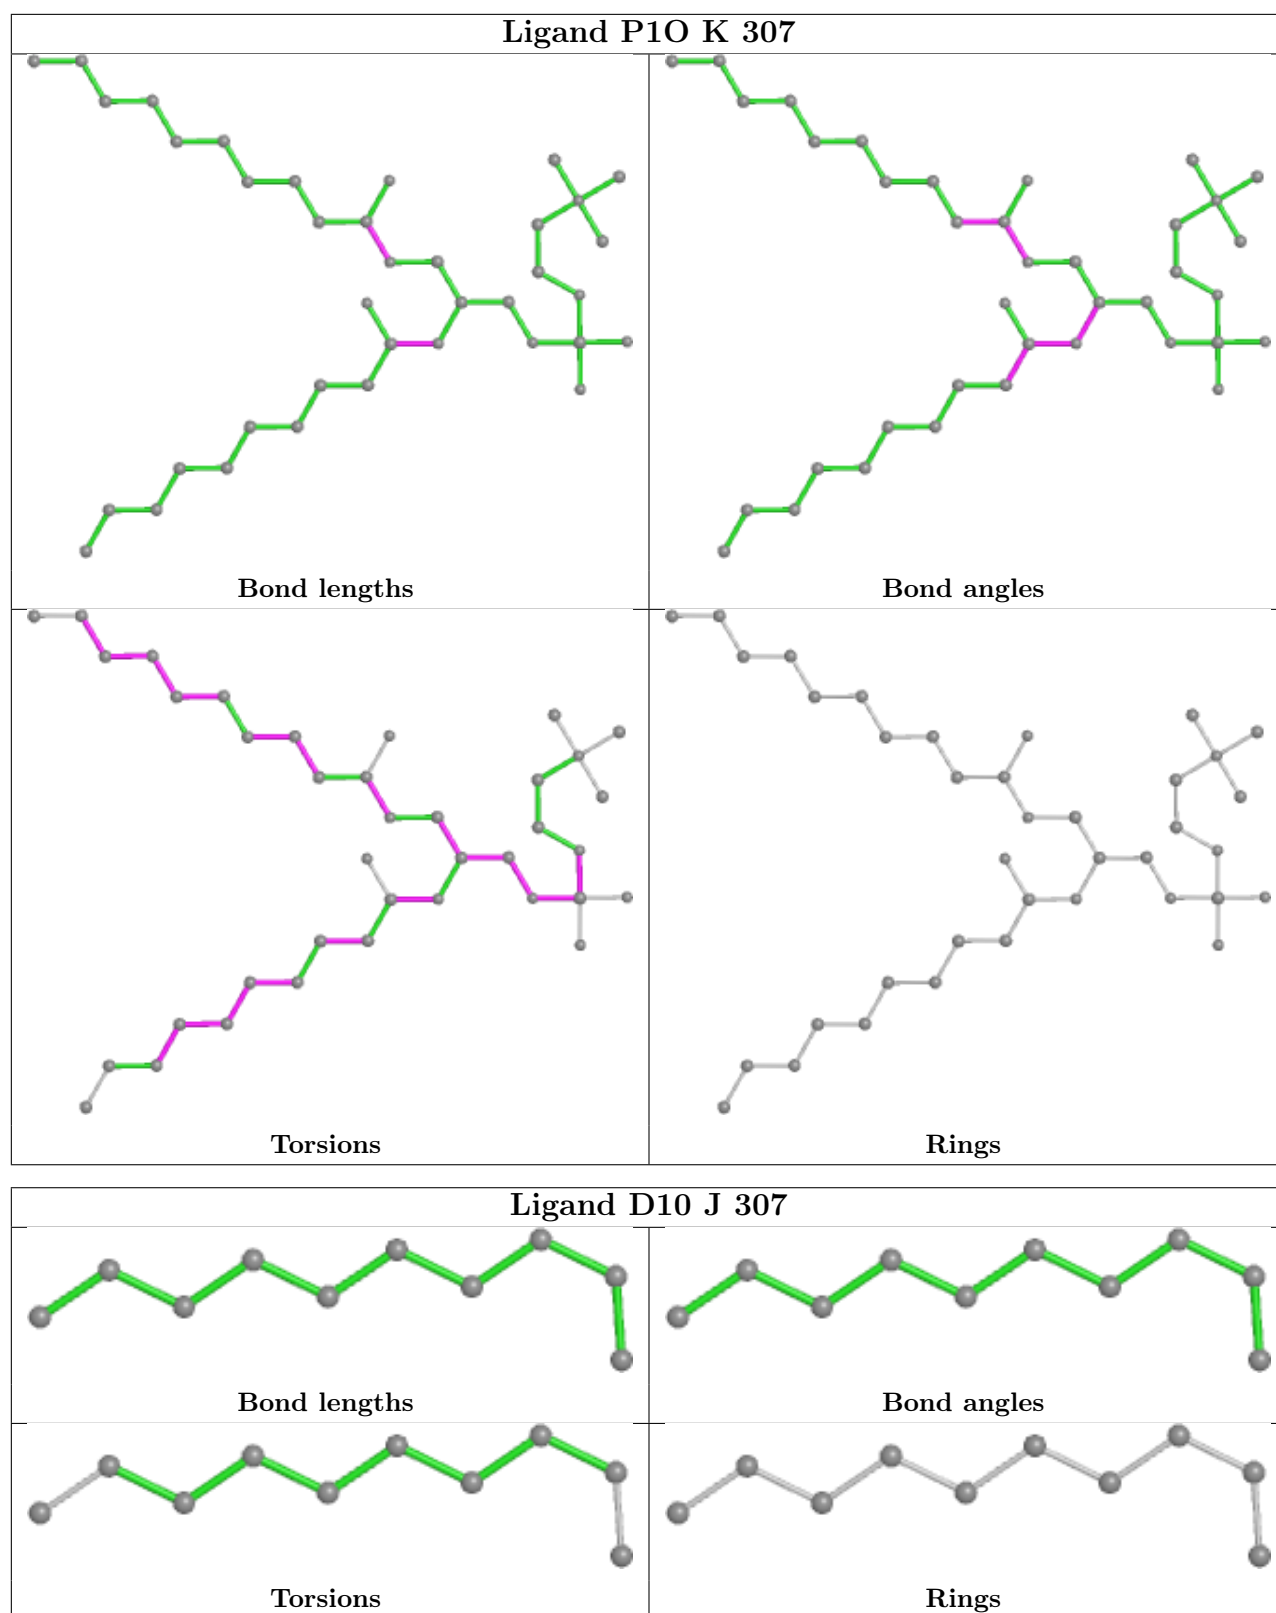 Ligand P1O K 307
Bond lengths
Bond angles
Torsions
Rings
Ligand D10 J 307
Bond lengths
Bond angles
Torsions
Rings